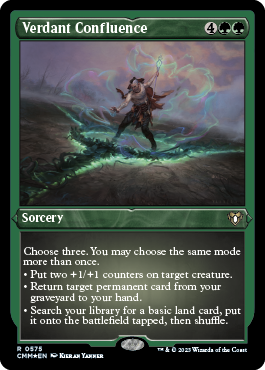 Verdant Confluence 4
Sorcery
Choose three. You may choose the same mode
more than once.
• Put two +1/+1 counters on target creature.
• Return target permanent card from your
graveyard to your hand.
• Search your library for a basic land card, put
it onto the battlefield tapped, then shuffle.
R 0575
CMM★EN Kieran Yanner
™ & © 2023 Wizards of the Coast